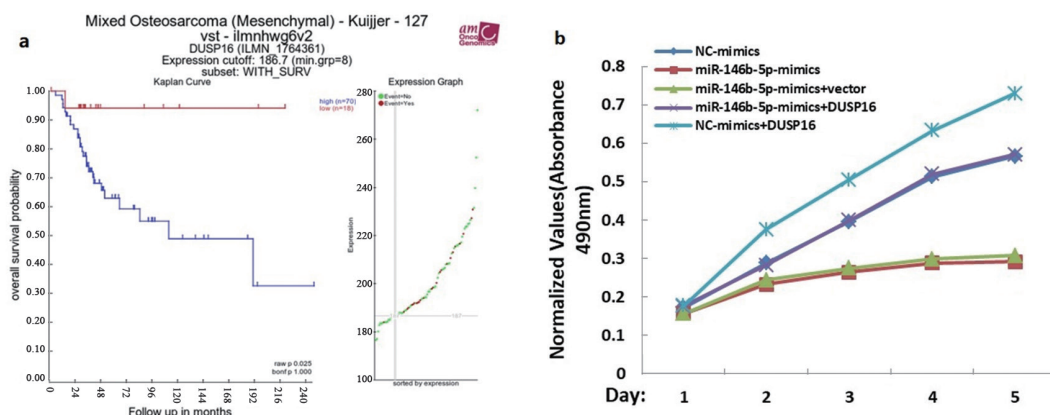 a
Mixed Osteosarcoma (Mesenchymal) - Kuijjer - 127
vst - ilmnhwg6v2
DUSP16 (ILMN_1764361)
Expression cutoff: 186.7 (min.grp=8)
subset: WITH_SURV
amc
Onco
Genomics
Kaplan Curve
high (n=70)
low (n=18)
overall survival probability
1.00
0.90
0.80
0.70
0.60
0.50
0.40
0.30
0.20
0.10
0.00
raw p 0.025
bonf p 1.000
0 24 48 72 96 120 144 168 192 216 240
Follow up in months
Expression Graph
Event=No
Event=Yes
Expression
260
220
180
140
100
187
sorted by expression
b
NC-mimics
miR-146b-5p-mimics
miR-146b-5p-mimics+vector
miR-146b-5p-mimics+DUSP16
NC-mimics+DUSP16
Normalized Values(Absorbance
490nm)
0.8
0.7
0.6
0.5
0.4
0.3
0.2
0.1
0
Day: 1 2 3 4 5